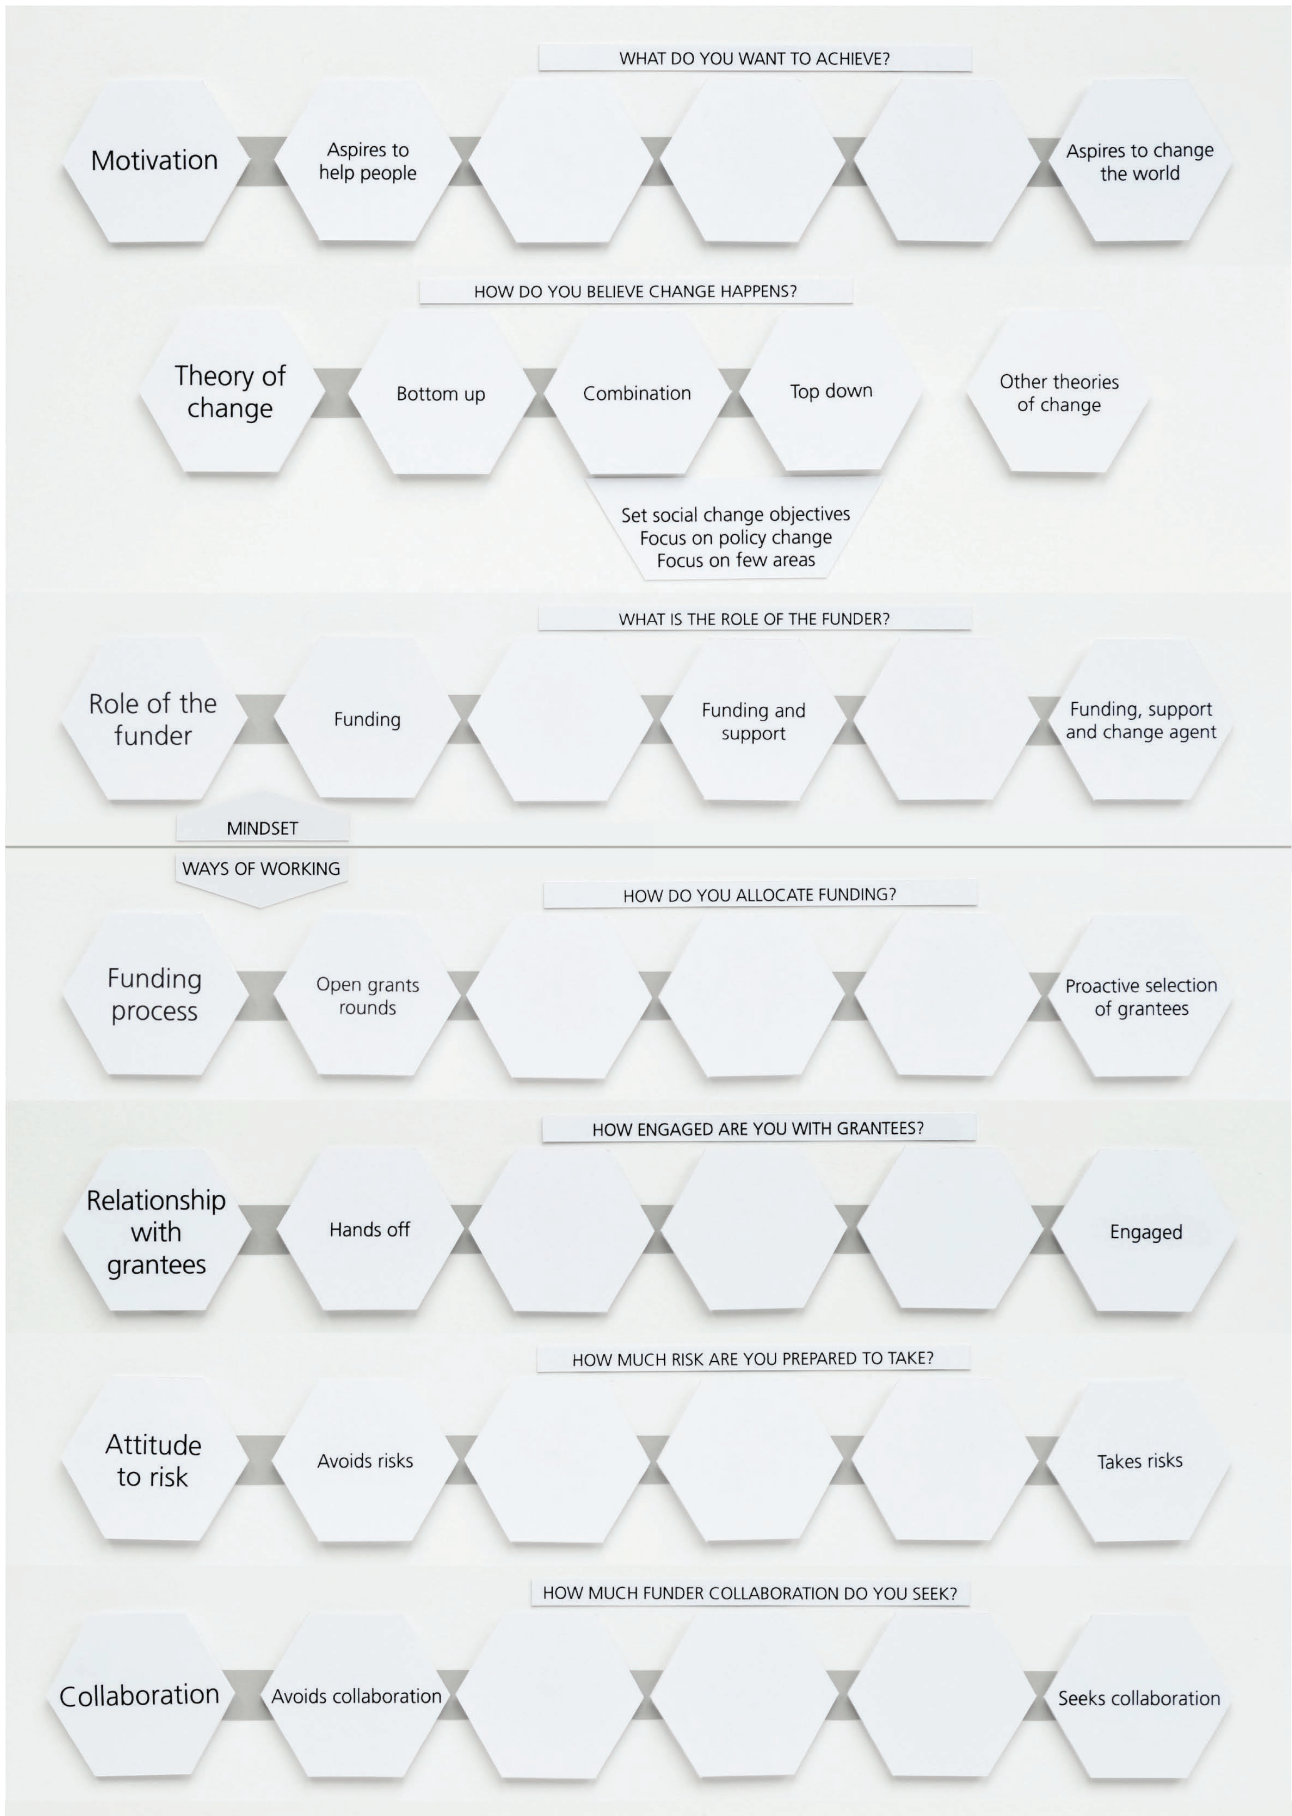 WHAT DO YOU WANT TO ACHIEVE?
Motivation
Aspires to
help people
Aspires to change
the world
HOW DO YOU BELIEVE CHANGE HAPPENS?
Theory of
change
Bottom up
Combination
Top down
Other theories
of change
Set social change objectives
Focus on policy change
Focus on few areas
WHAT IS THE ROLE OF THE FUNDER?
Role of the
funder
Funding
Funding and
support
Funding, support
and change agent
MINDSET
WAYS OF WORKING
HOW DO YOU ALLOCATE FUNDING?
Funding
process
Open grants
rounds
Proactive selection
of grantees
HOW ENGAGED ARE YOU WITH GRANTEES?
Relationship
with
grantees
Hands off
Engaged
HOW MUCH RISK ARE YOU PREPARED TO TAKE?
Attitude
to risk
Avoids risks
Takes risks
HOW MUCH FUNDER COLLABORATION DO YOU SEEK?
Collaboration
Avoids collaboration
Seeks collaboration